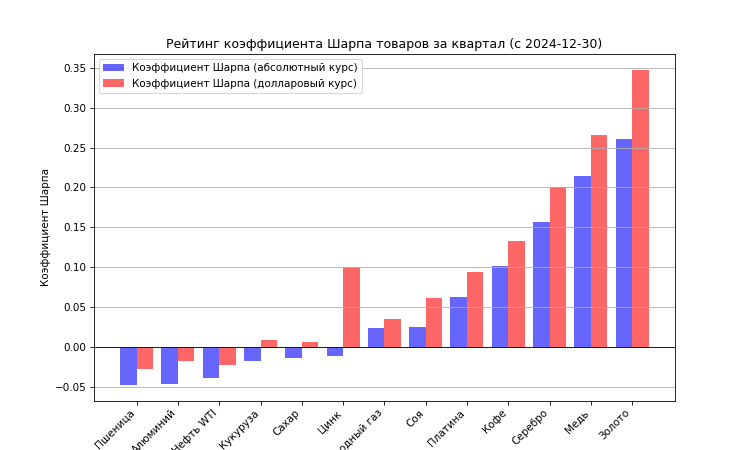 Рейтинг коэффициента Шарпа товаров за квартал (с 2024-12-30)
Коэффициент Шарпа (абсолютный курс)
Коэффициент Шарпа (долларовый курс)
Коэффициент Шарпа
0.35
0.30
0.25
0.20
0.15
0.10
0.05
0.00
−0.05
Пшеница
Алюминий
Нефть WTI
Кукуруза
Сахар
Цинк
газ
Соя
Платина
Кофе
Серебро
Медь
Золото